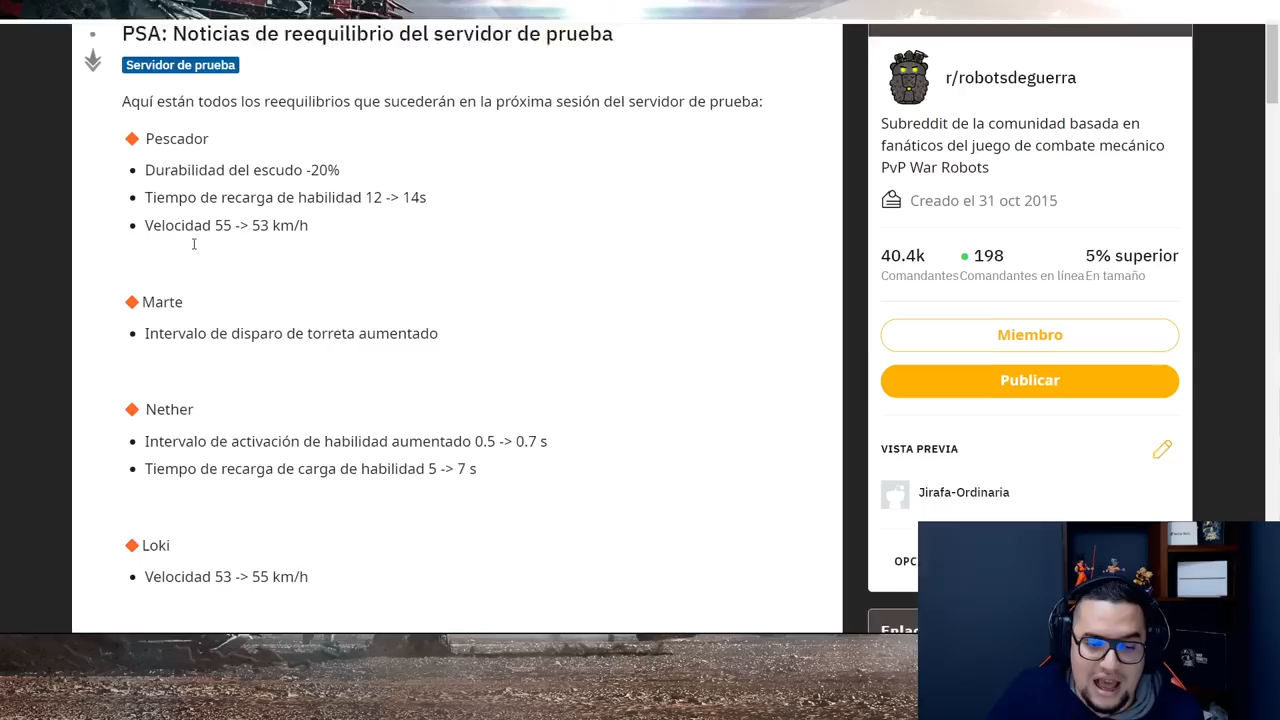 PSA: Noticias de reequilibrio del servidor de prueba
Servidor de prueba
Aquí están todos los reequilibrios que sucederán en la próxima sesión del servidor de prueba:
Pescador
Durabilidad del escudo -20%
Tiempo de recarga de habilidad 12 -> 14s
Velocidad 55 -> 53 km/h
Marte
Intervalo de disparo de torreta aumentado
Nether
Intervalo de activación de habilidad aumentado 0.5 -> 0.7 s
Tiempo de recarga de carga de habilidad 5 -> 7 s
Loki
Velocidad 53 -> 55 km/h
r/robotsdeguerra
Subreddit de la comunidad basada en
fanáticos del juego de combate mecánico
PvP War Robots
Creado el 31 oct 2015
40.4k 198 5% superior
Comandantes Comandantes en línea En tamaño
Miembro
Publicar
VISTA PREVIA
Jirafa-Ordinaria
OPC
Enlac